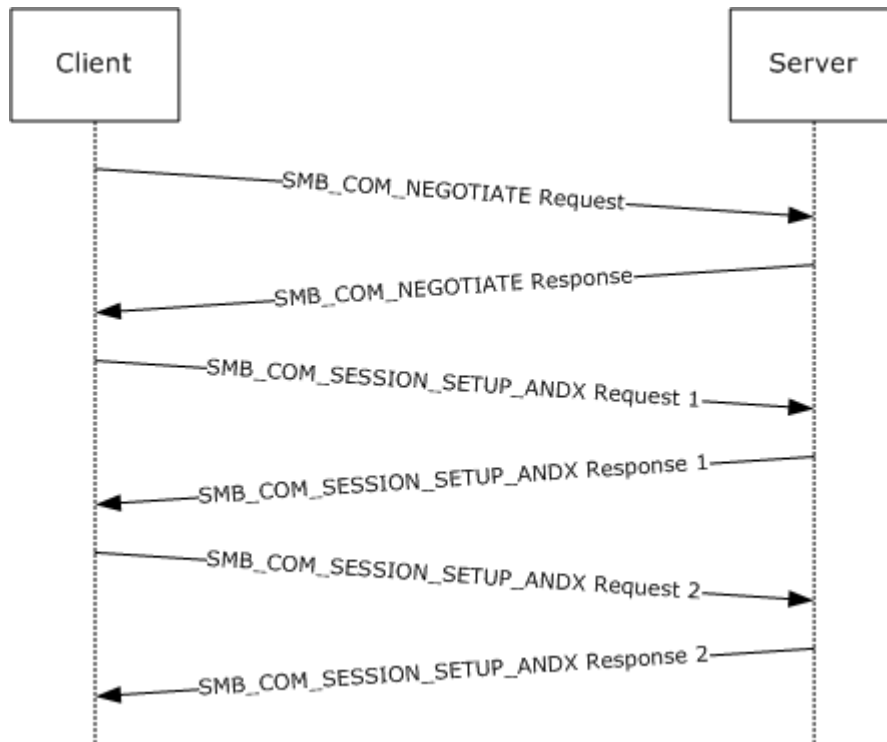 Client
Server
SMB_COM_NEGOTIATE Request
SMB_COM_NEGOTIATE Response
SMB_COM_SESSION_SETUP_ANDX Request 1
SMB_COM_SESSION_SETUP_ANDX Response 1
SMB_COM_SESSION_SETUP_ANDX Request 2
SMB_COM_SESSION_SETUP_ANDX Response 2